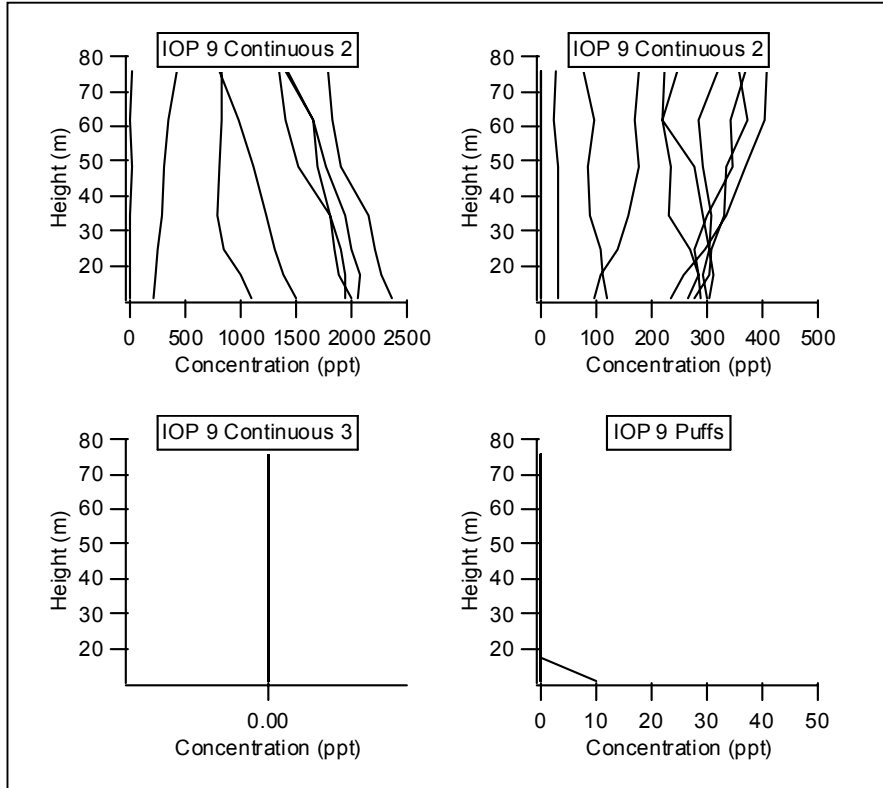 IOP 9 Continuous 2
80
70
60
50
40
30
20
Height (m)
0 500 1000 1500 2000 2500
Concentration (ppt)
IOP 9 Continuous 2
80
70
60
50
40
30
20
Height (m)
0 100 200 300 400 500
Concentration (ppt)
IOP 9 Continuous 3
80
70
60
50
40
30
20
Height (m)
0.00
Concentration (ppt)
IOP 9 Puffs
80
70
60
50
40
30
20
Height (m)
0 10 20 30 40 50
Concentration (ppt)